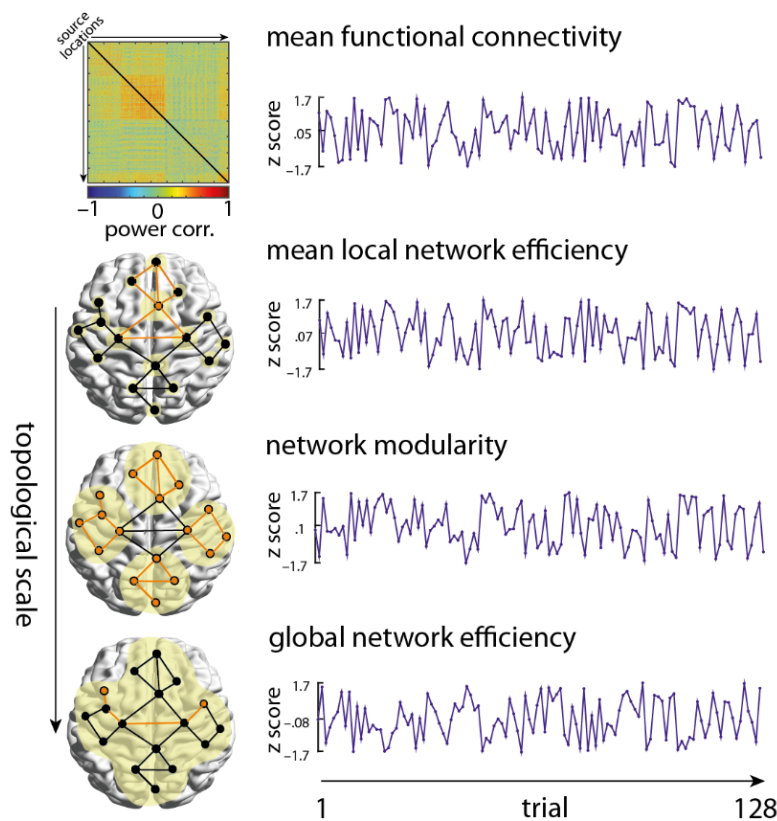 source
locations
−1
0
1
power corr.
mean functional connectivity
z score
1.7
.05
−1.7
mean local network efficiency
z score
1.7
.07
−1.7
network modularity
z score
1.7
.1
−1.7
global network efficiency
z score
1.7
-.08
−1.7
topological scale
1
trial
128